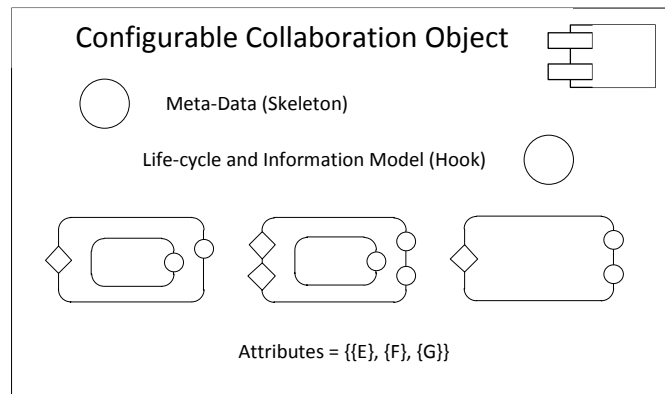 Configurable Collaboration Object
Meta-Data (Skeleton)
Life-cycle and Information Model (Hook)
Attributes = {{E}, {F}, {G}}